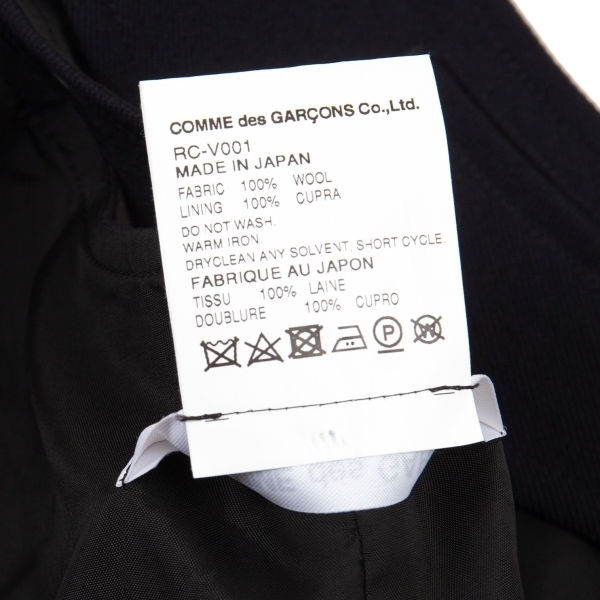 COMME des GARÇONS Co.,Ltd.
RC-V001
MADE IN JAPAN
FABRIC 100% WOOL
LINING 100% CUPRA
DO NOT WASH.
WARM IRON.
DRYCLEAN ANY SOLVENT, SHORT CYCLE.
FABRIQUE AU JAPON
TISSU 100% LAINE
DOUBLURE 100% CUPRO
P
W